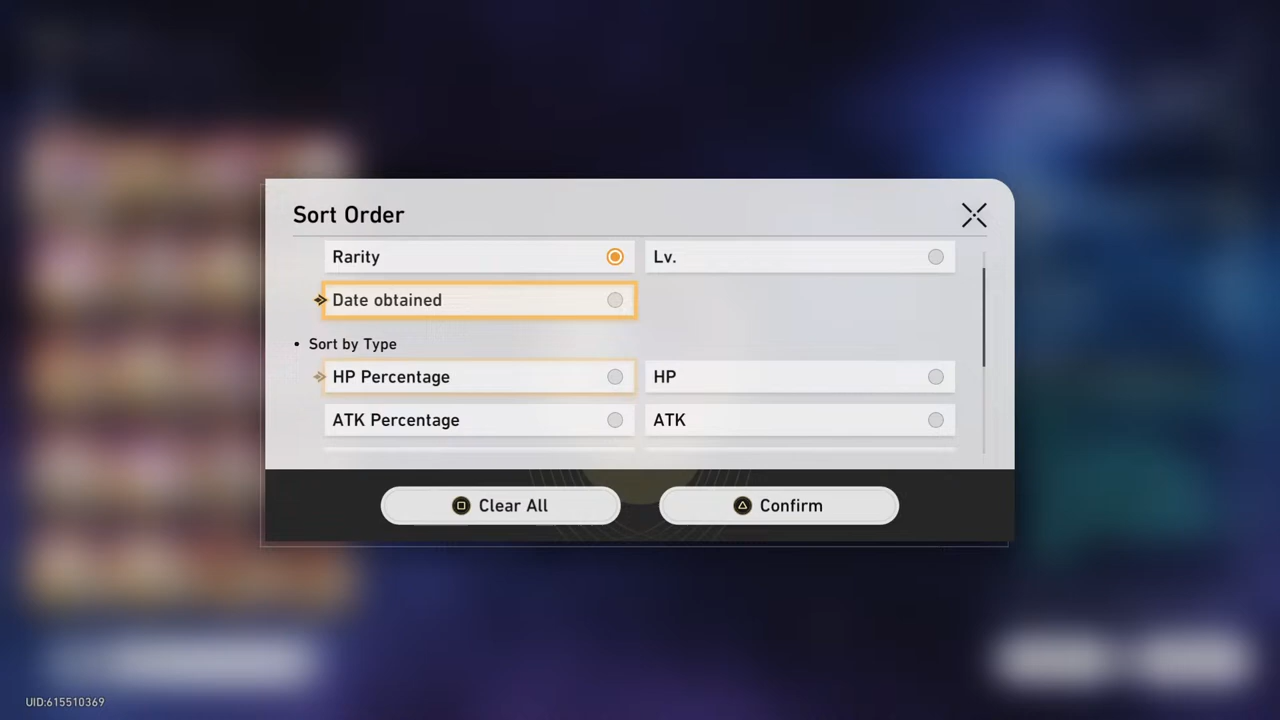 Sort Order
Rarity
Lv.
Date obtained
• Sort by Type
HP Percentage
HP
ATK Percentage
ATK
Clear All
Confirm
UID:615510369